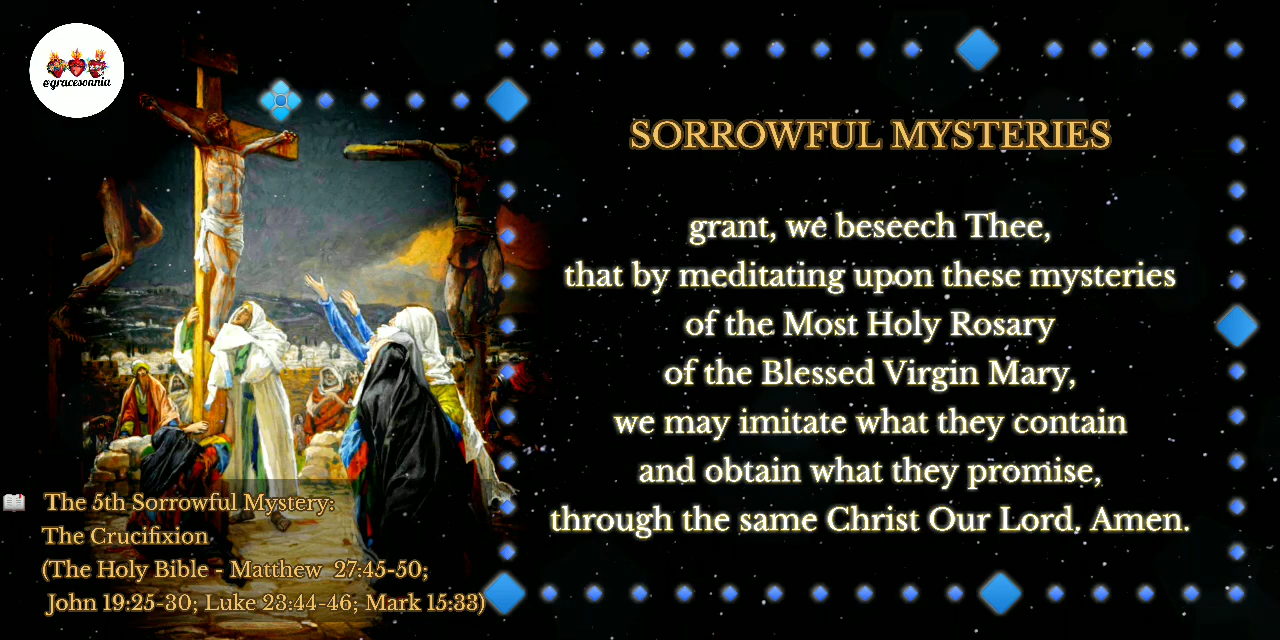 @gracesonnia
SORROWFUL MYSTERIES
grant, we beseech Thee,
that by meditating upon these mysteries
of the Most Holy Rosary
of the Blessed Virgin Mary,
we may imitate what they contain
and obtain what they promise,
through the same Christ Our Lord. Amen.
The 5th Sorrowful Mystery:
The Crucifixion
(The Holy Bible - Matthew 27:45-50;
John 19:25-30; Luke 23:44-46; Mark 15:33)